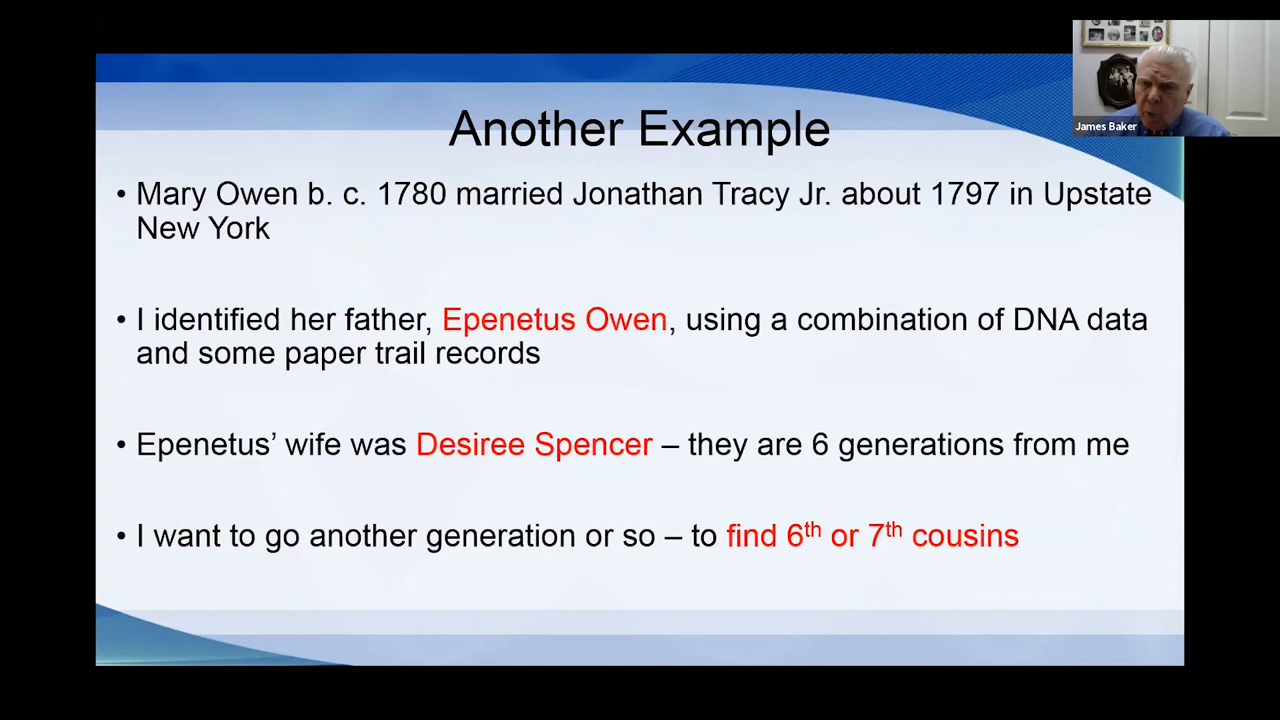 Another Example
James Baker
• Mary Owen b. c. 1780 married Jonathan Tracy Jr. about 1797 in Upstate
New York
• I identified her father, Epenetus Owen, using a combination of DNA data
and some paper trail records
• Epenetus’ wife was Desiree Spencer – they are 6 generations from me
• I want to go another generation or so – to find 6th or 7th cousins